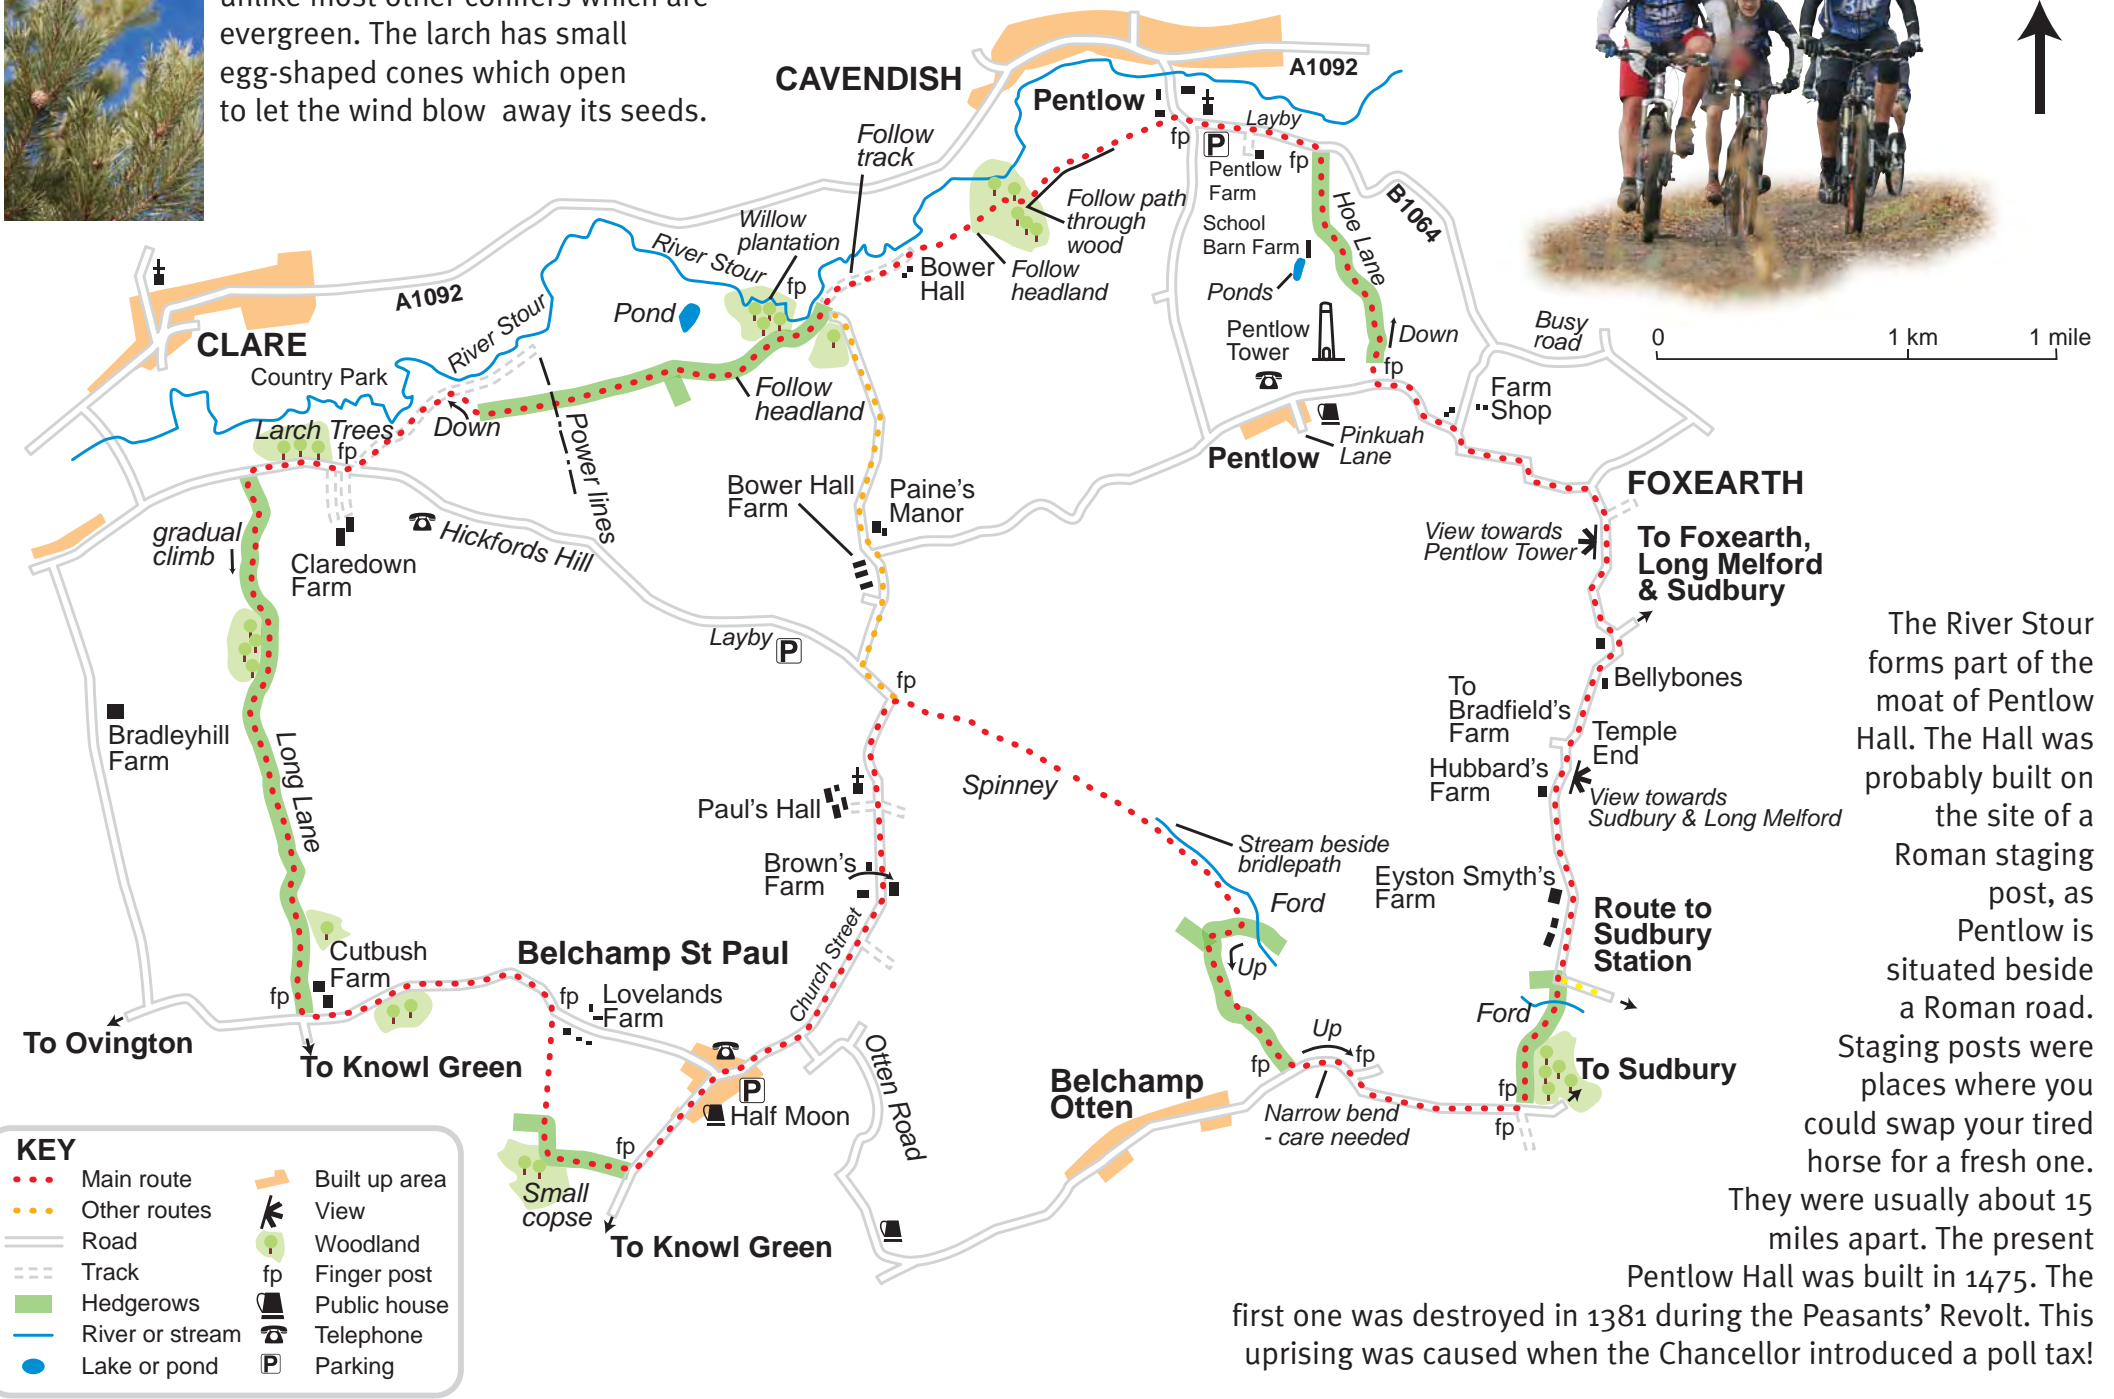 unlike most other conifers which are
evergreen. The larch has small
egg-shaped cones which open
to let the wind blow away its seeds.
CAVENDISH
A1092
Pentlow
Layby
fp
P
fp
Pentlow
Farm
Follow
track
Follow path
through
wood
School
Barn Farm
Hoe Lane
B1064
Willow
plantation
River Stour
fp
Bower
Hall
Follow
headland
Ponds
A1092
CLARE
River Stour
Pond
Pentlow
Tower
Down
Busy
road
0
1 km
1 mile
Country Park
fp
Follow
headland
Farm
Shop
Larch Trees
Down
fp
Power lines
Pinkuah
Lane
Pentlow
FOXEARTH
Bower Hall
Farm
Paine's
Manor
gradual
climb
Claredown
Farm
Hickfords Hill
View towards
Pentlow Tower
To Foxearth,
Long Melford
& Sudbury
Layby
P
fp
Bellybones
To
Bradfield's
Farm
Temple
End
Bradleyhill
Farm
Long Lane
Hubbard's
Farm
View towards
Sudbury & Long Melford
Spinney
Paul's Hall
Stream beside
bridlepath
Brown's
Farm
Eyston Smyth's
Farm
Ford
Route to
Sudbury
Station
Cutbush
Farm
Belchamp St Paul
Church Street
Up
fp
fp
Lovelands
Farm
Ford
To Ovington
To Knowl Green
Otten Road
Up
fp
fp
To Sudbury
Belchamp
Otten
fp
P
Half Moon
Narrow bend
- care needed
fp
fp
Small
copse
To Knowl Green
The River Stour
forms part of the
moat of Pentlow
Hall. The Hall was
probably built on
the site of a
Roman staging
post, as
Pentlow is
situated beside
a Roman road.
Staging posts were
places where you
could swap your tired
horse for a fresh one.
They were usually about 15
miles apart. The present
Pentlow Hall was built in 1475. The
first one was destroyed in 1381 during the Peasants’ Revolt. This
uprising was caused when the Chancellor introduced a poll tax!
KEY
Main route
Other routes
Road
Track
Hedgerows
River or stream
Lake or pond
Built up area
View
Woodland
fp Finger post
Public house
Telephone
P Parking